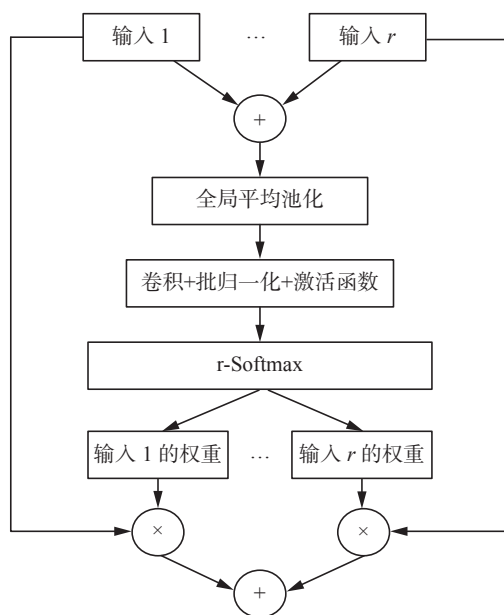 输入 1 … 输入 r
+
全局平均池化
卷积+批归一化+激活函数
r-Softmax
输入 1 的权重 … 输入 r 的权重
× ×
+